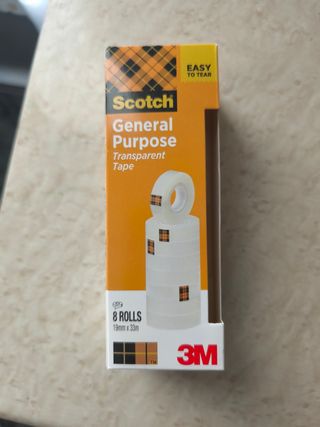 EASY
TO TEAR
Scotch
General
Purpose
Transparent
Tape
8 ROLLS
19mm x 33m
3M